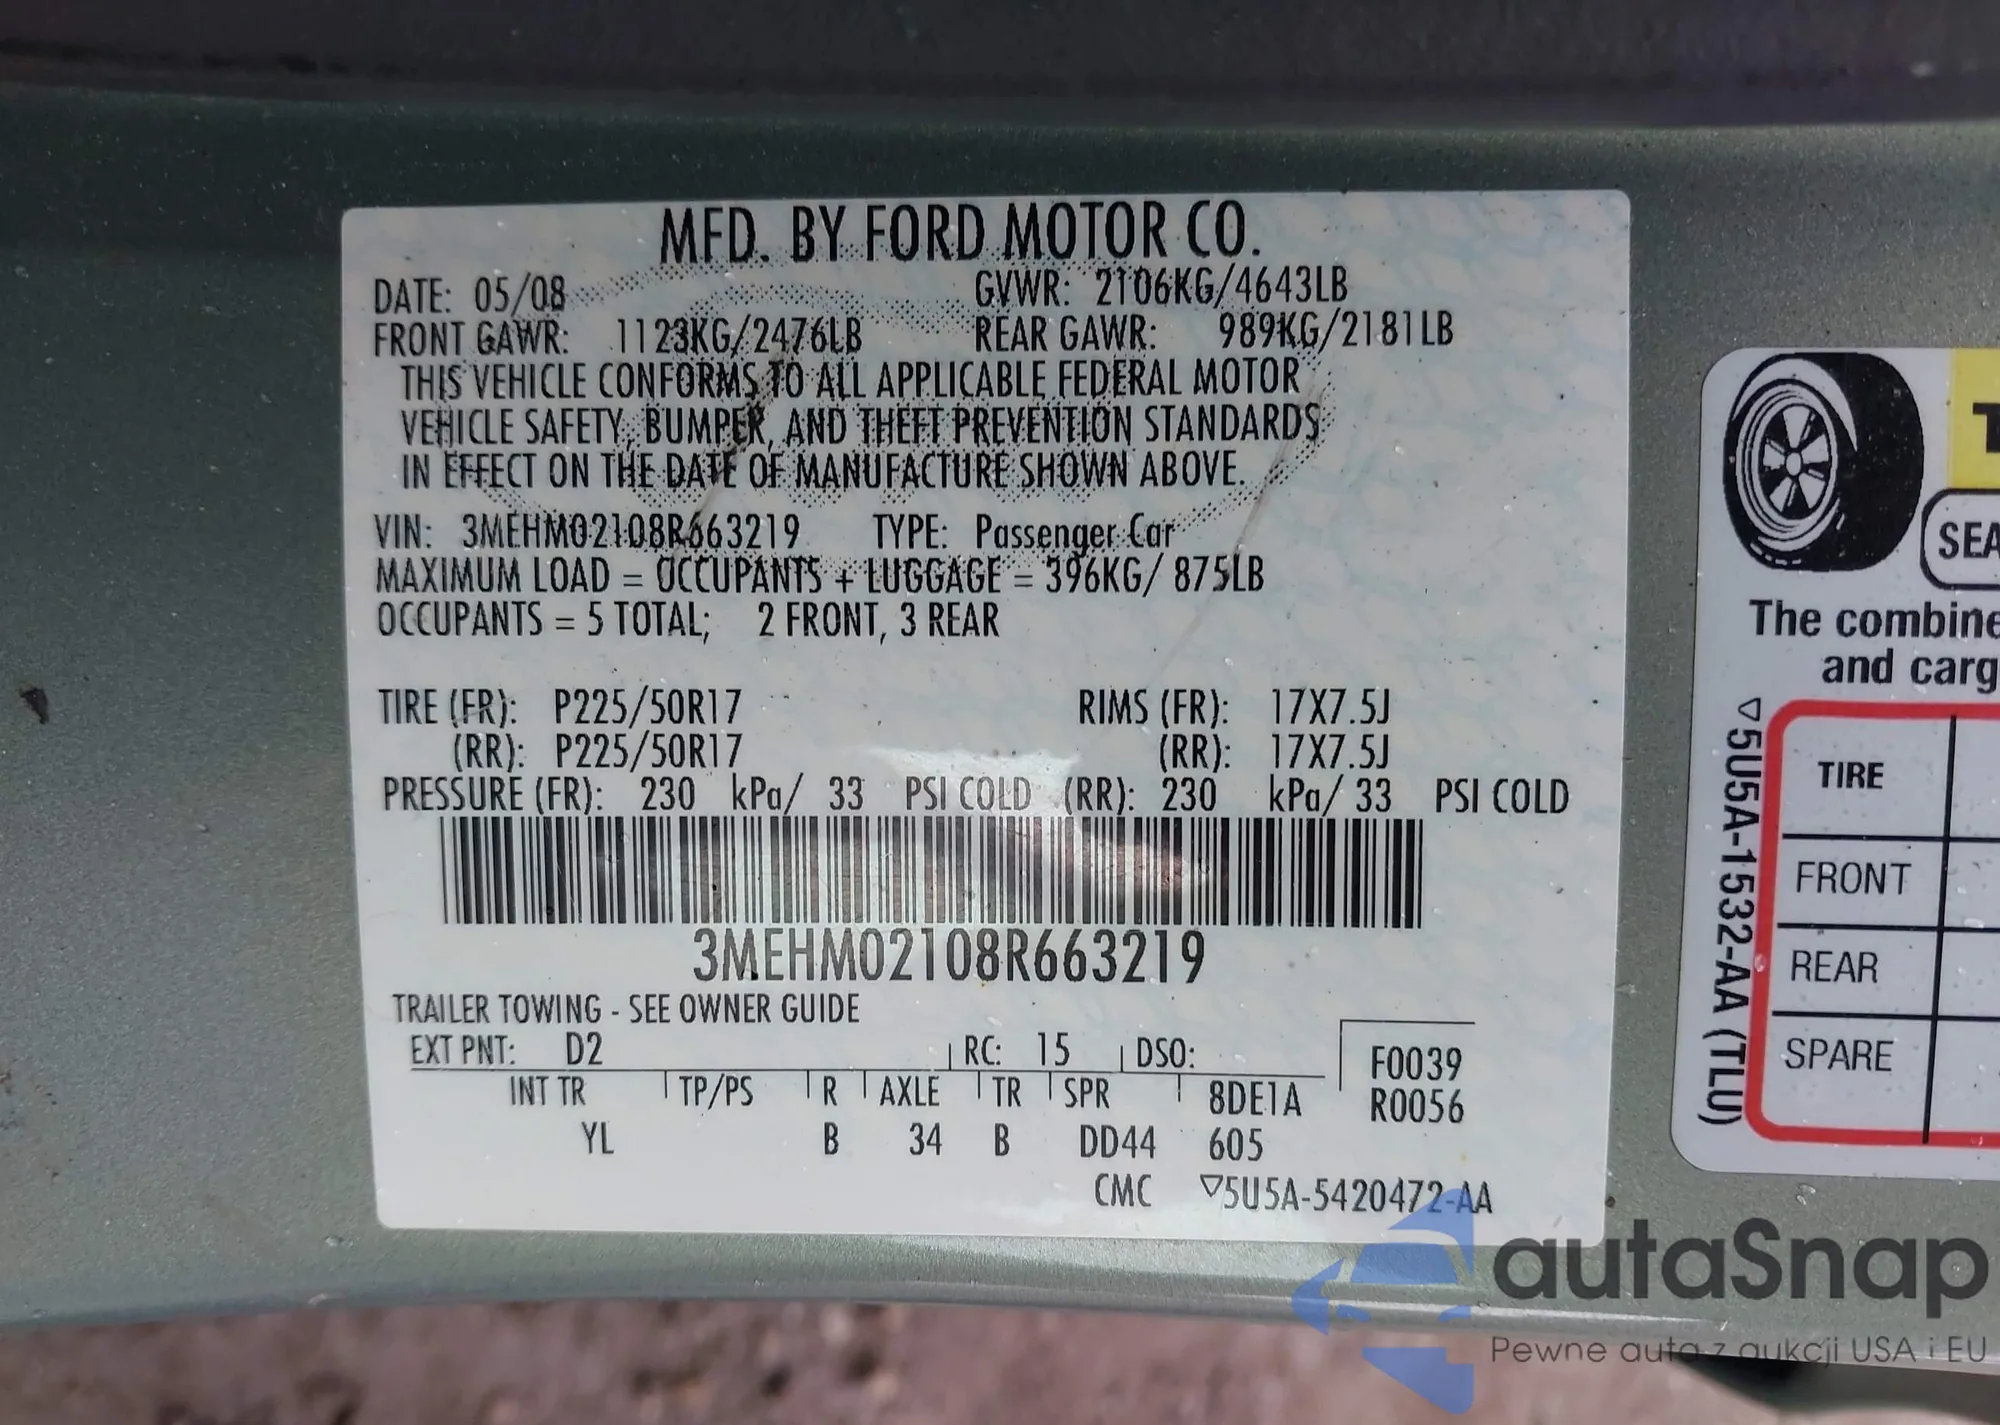 MFD. BY FORD MOTOR CO.
DATE: 05/08 GVWR: 2106KG/4643LB
FRONT GAWR: 1123KG/2476LB REAR GAWR: 989KG/2181LB
THIS VEHICLE CONFORMS TO ALL APPLICABLE FEDERAL MOTOR
VEHICLE SAFETY, BUMPER, AND THEFT PREVENTION STANDARDS
IN EFFECT ON THE DATE OF MANUFACTURE SHOWN ABOVE.
VIN: 3MEHM02108R663219 TYPE: Passenger Car
MAXIMUM LOAD = OCCUPANTS + LUGGAGE = 396KG/ 875LB
OCCUPANTS = 5 TOTAL; 2 FRONT, 3 REAR
TIRE (FR): P225/50R17 RIMS (FR): 17X7.5J
(RR): P225/50R17 (RR): 17X7.5J
PRESSURE (FR): 230 kPa/ 33 PSI COLD (RR): 230 kPa/ 33 PSI COLD
3MEHM02108R663219
TRAILER TOWING - SEE OWNER GUIDE
EXT PNT: D2 RC: 15 DSO:
F0039
INT TR TP/PS R AXLE TR SPR 8DE1A
R0056
YL B 34 B DD44 605
CMC ▽5U5A-5420472-AA
SEA
The combine
and carg
▽5U5A-1532-AA (TLU)
TIRE
FRONT
REAR
SPARE
autaSnap
Pewne auta z aukcji USA i EU